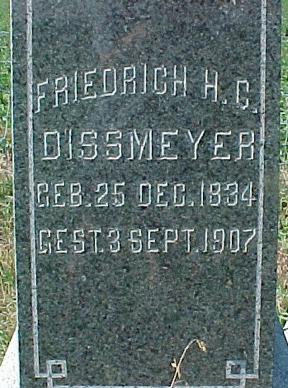 FRIEDRICH H. C.
DISSMEYER
GEB. 25 DEC. 1834
GEST. 3 SEPT. 1907